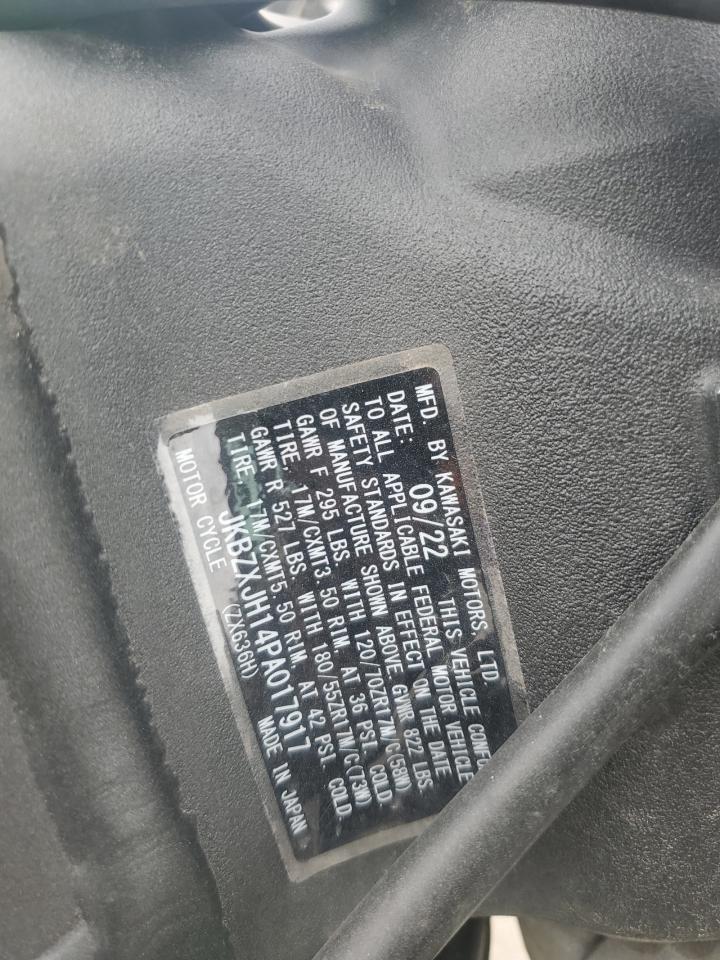 MFD. BY KAWASAKI MOTORS, LTD
DATE: 09/22 THIS VEHICLE
TO ALL APPLICABLE FEDERAL MOTOR VEHICLE
SAFETY STANDARDS IN EFFECT ON THE DATE
OF MANUFACTURE SHOWN ABOVE GVWR 822 LBS.
GAWR F 295 LBS WITH 120/70ZR17M/C(58W)
TIRE, 17M/CXMT3.50 RIM, AT 36 PSI. COLD.
GAWR R 527 LBS WITH 180/55ZR17M/C(73W)
TIRE, 17M/CXMT5.50 RIM, AT 42 PSI. COLD.
JKBZXJH14PA017917
MOTOR CYCLE (ZX636H) MADE IN JAPAN